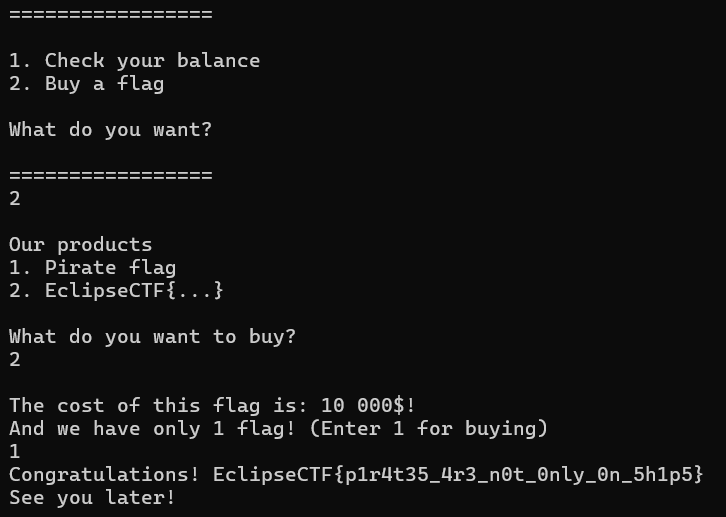 =================
1. Check your balance
2. Buy a flag
What do you want?
=================
2
Our products
1. Pirate flag
2. EclipseCTF{...}
What do you want to buy?
2
The cost of this flag is: 10 000$!
And we have only 1 flag! (Enter 1 for buying)
1
Congratulations! EclipseCTF{p1r4t35_4r3_n0t_0nly_0n_5h1p5}
See you later!